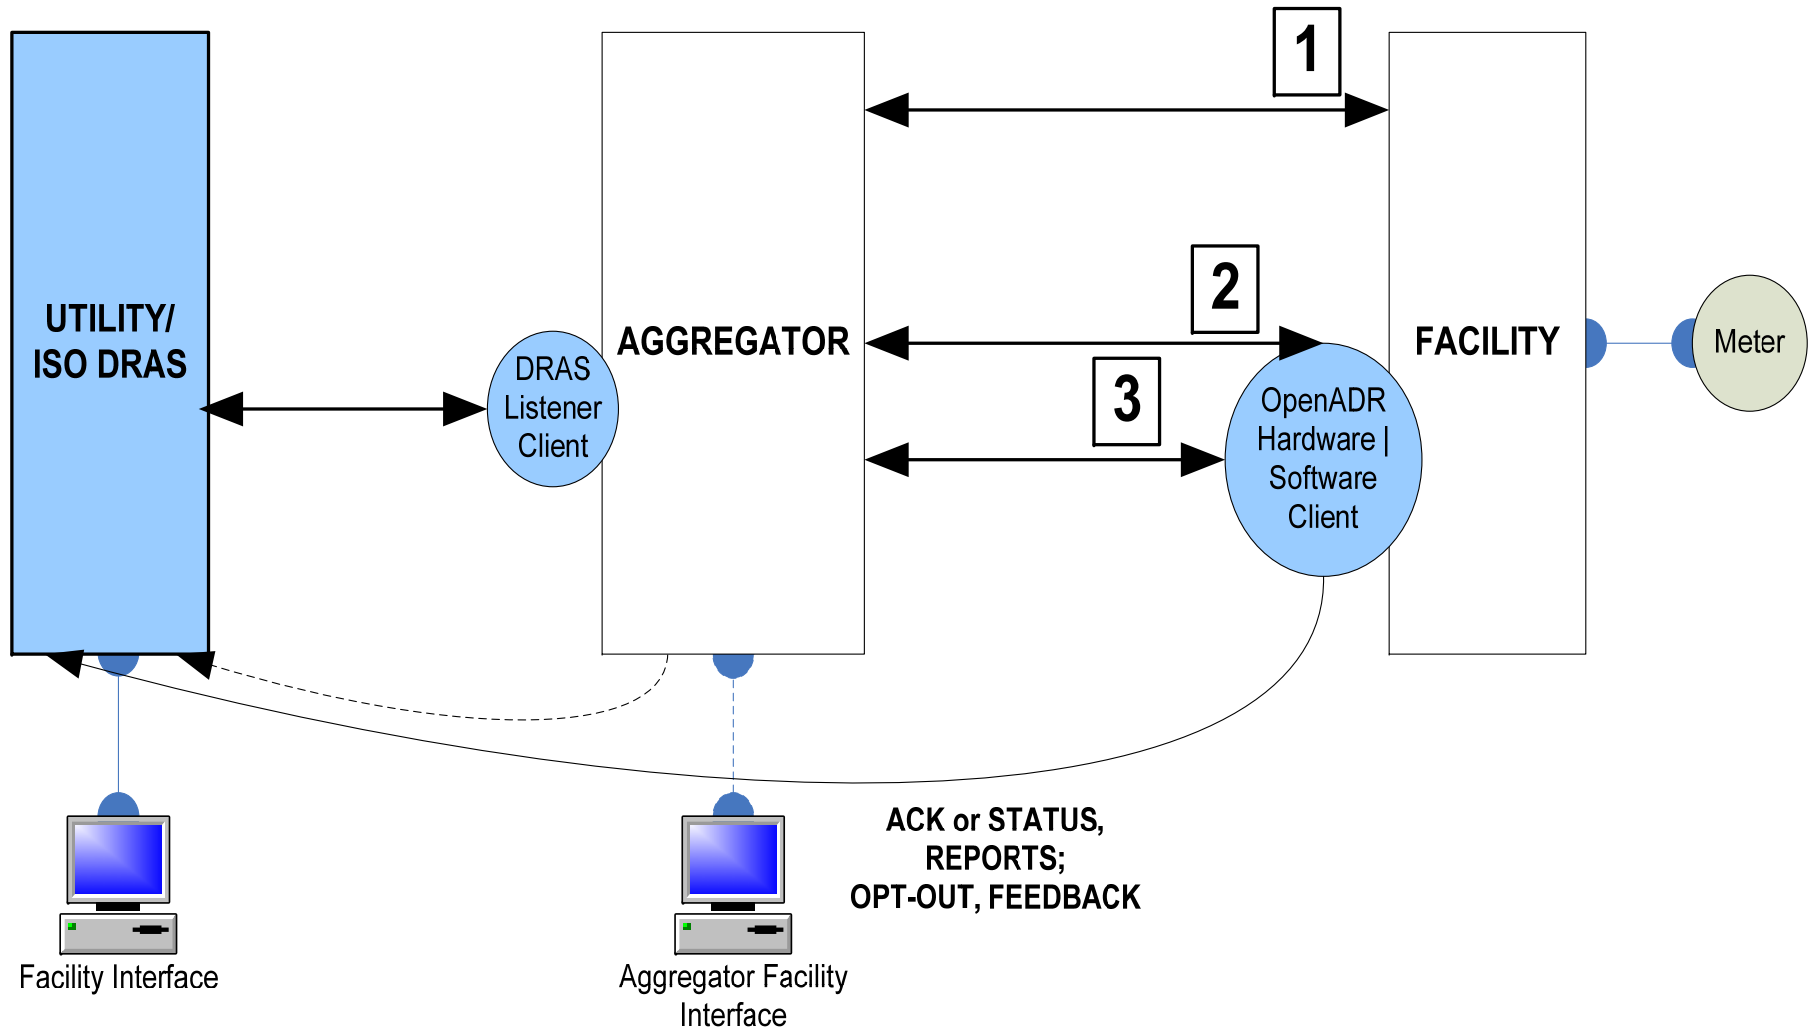 1
2
3
UTILITY/
ISO DRAS
DRAS
Listener
Client
AGGREGATOR
OpenADR
Hardware |
Software
Client
FACILITY
Meter
ACK or STATUS,
REPORTS;
OPT-OUT, FEEDBACK
Facility Interface
Aggregator Facility
Interface